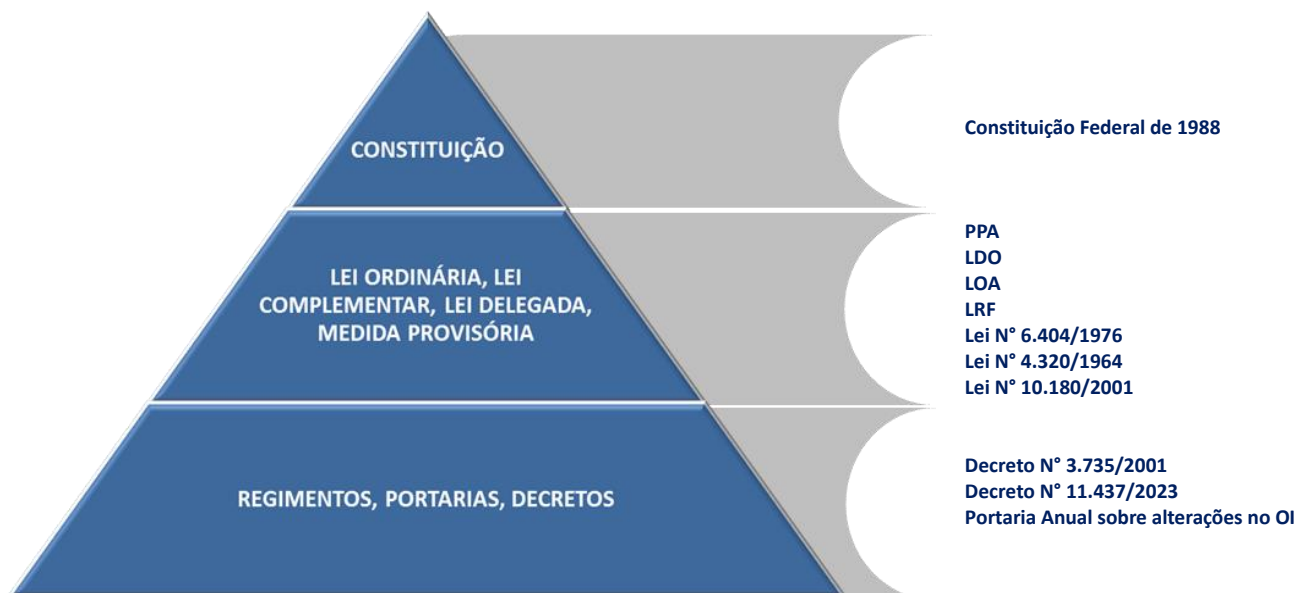 CONSTITUIÇÃO
Constituição Federal de 1988
LEI ORDINÁRIA, LEI
COMPLEMENTAR, LEI DELEGADA,
MEDIDA PROVISÓRIA
PPA
LDO
LOA
LRF
Lei N° 6.404/1976
Lei N° 4.320/1964
Lei N° 10.180/2001
REGIMENTOS, PORTARIAS, DECRETOS
Decreto N° 3.735/2001
Decreto N° 11.437/2023
Portaria Anual sobre alterações no OI